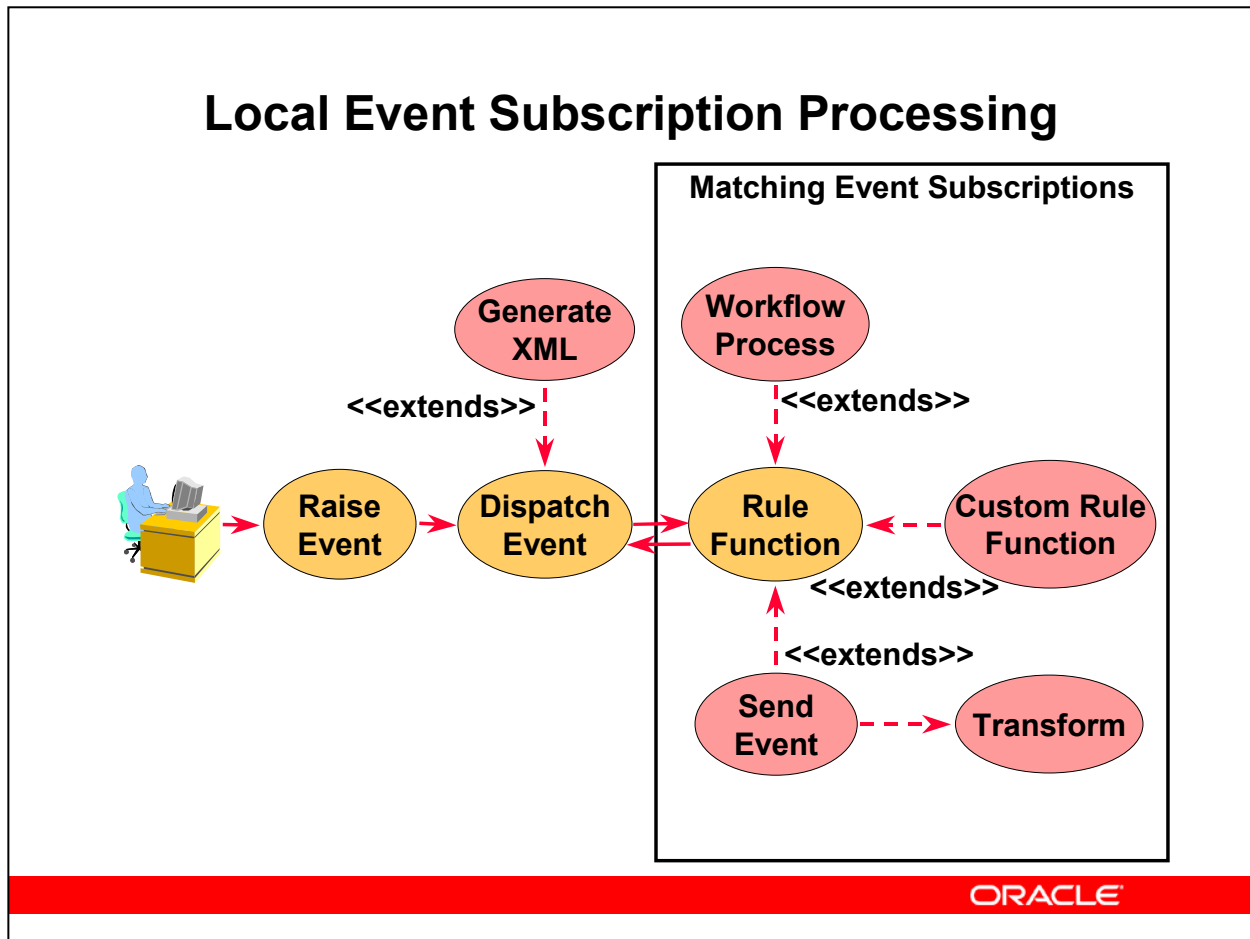 Local Event Subscription Processing
Matching Event Subscriptions
Generate
XML
Workflow
Process
<<extends>>
<<extends>>
Raise
Event
Dispatch
Event
Rule
Function
Custom Rule
Function
<<extends>>
<<extends>>
Send
Event
Transform
ORACLE